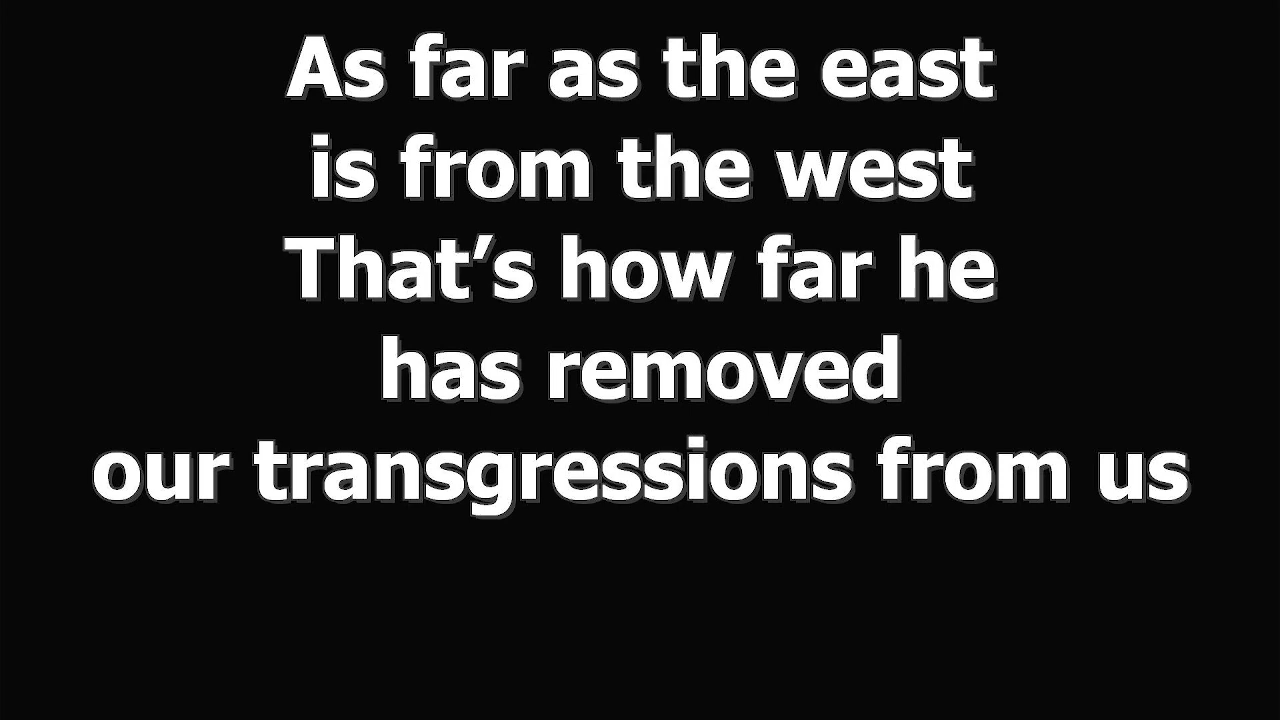 As far as the east
is from the west
That’s how far he
has removed
our transgressions from us